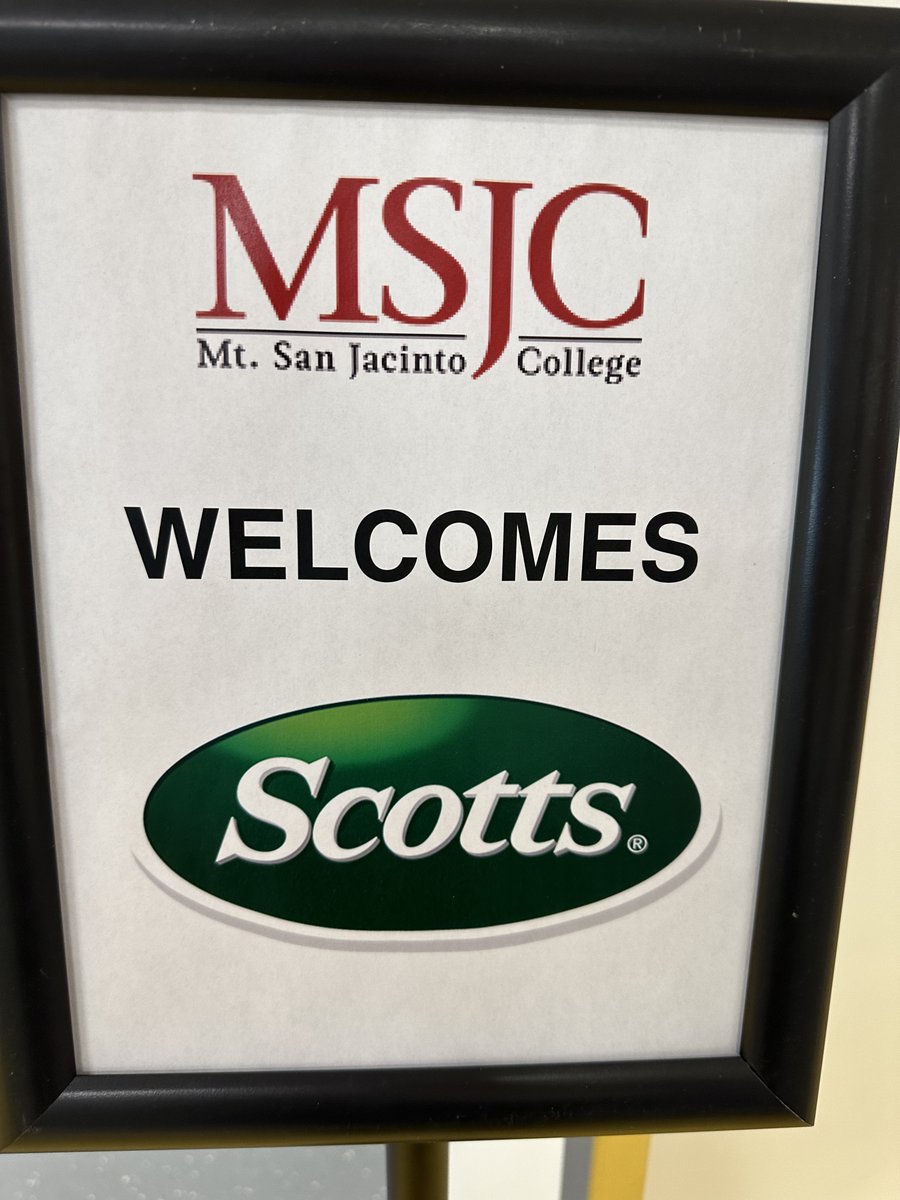 MSJC
Mt. San Jacinto College
WELCOMES
Scotts®